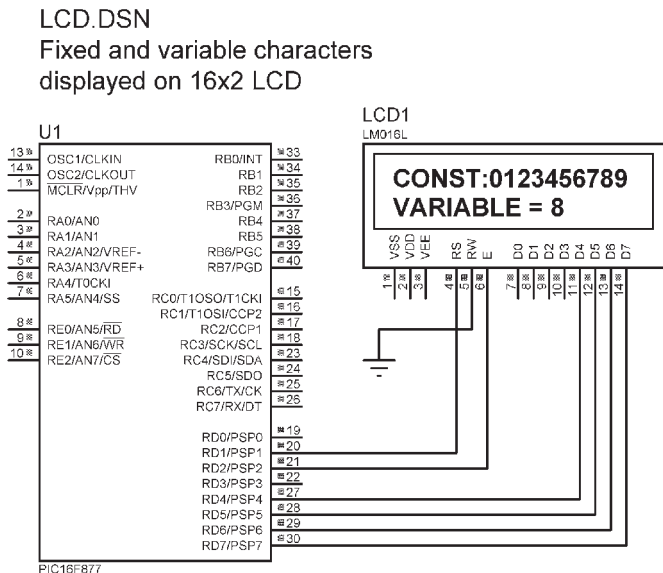 LCD.DSN
Fixed and variable characters
displayed on 16x2 LCD
U1
13 OSC1/CLKIN
14 OSC2/CLKOUT
1 MCLR/Vpp/THV
2 RA0/AN0
3 RA1/AN1
4 RA2/AN2/VREF-
5 RA3/AN3/VREF+
6 RA4/T0CKI
7 RA5/AN4/SS
8 RE0/AN5/RD
9 RE1/AN6/WR
10 RE2/AN7/CS
RB0/INT 33
RB1 34
RB2 35
RB3/PGM 36
RB4 37
RB5 38
RB6/PGC 39
RB7/PGD 40
RC0/T1OSO/T1CKI 15
RC1/T1OSI/CCP2 16
RC2/CCP1 17
RC3/SCK/SCL 18
RC4/SDI/SDA 23
RC5/SDO 24
RC6/TX/CK 25
RC7/RX/DT 26
RD0/PSP0 19
RD1/PSP1 20
RD2/PSP2 21
RD3/PSP3 22
RD4/PSP4 27
RD5/PSP5 28
RD6/PSP6 29
RD7/PSP7 30
PIC16F877
LCD1
LM016L
CONST:0123456789
VARIABLE = 8
VSS VDD VEE RS RW E D0 D1 D2 D3 D4 D5 D6 D7
1 2 3 4 5 6 7 8 9 10 11 12 13 14